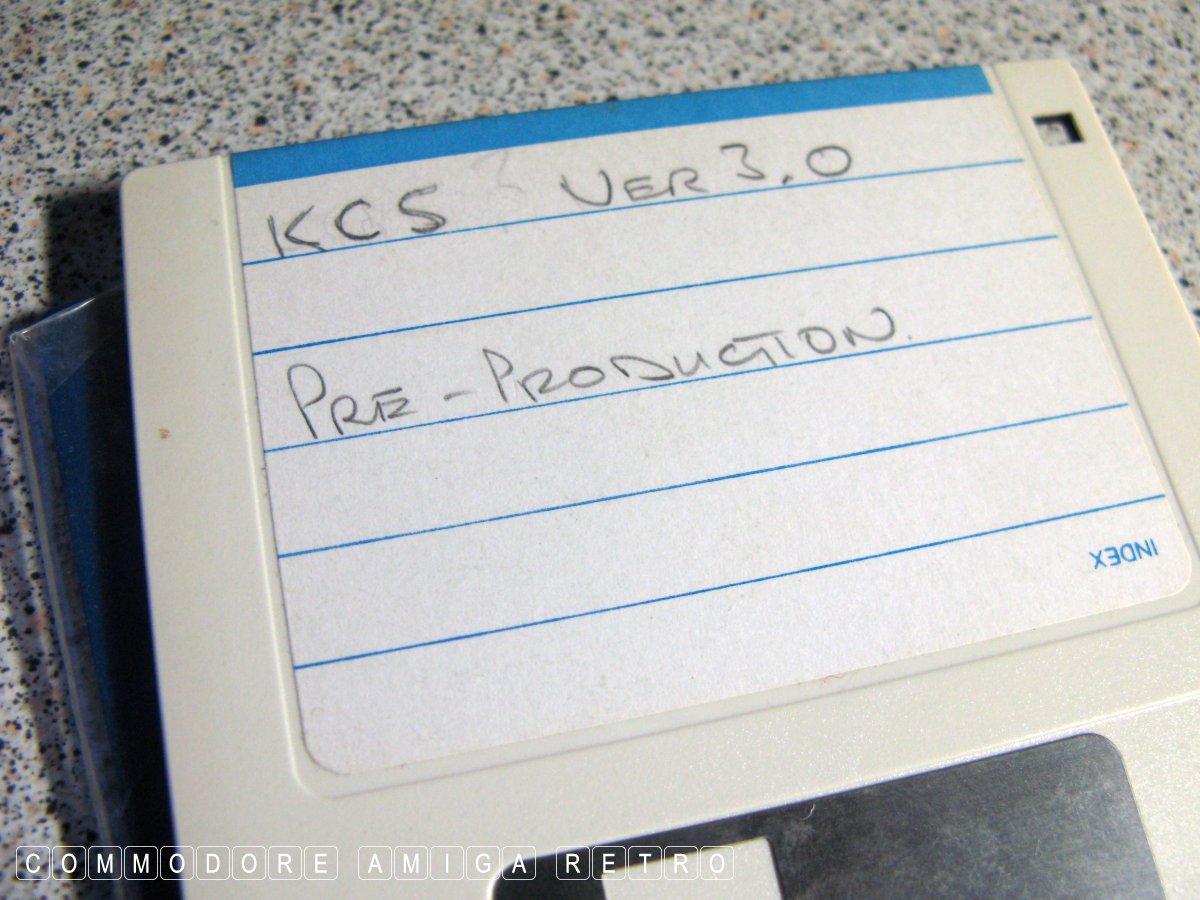 KCS VER 3.0
PRE-PRODUCTION.
INDEX
COMMODORE AMIGA RETRO